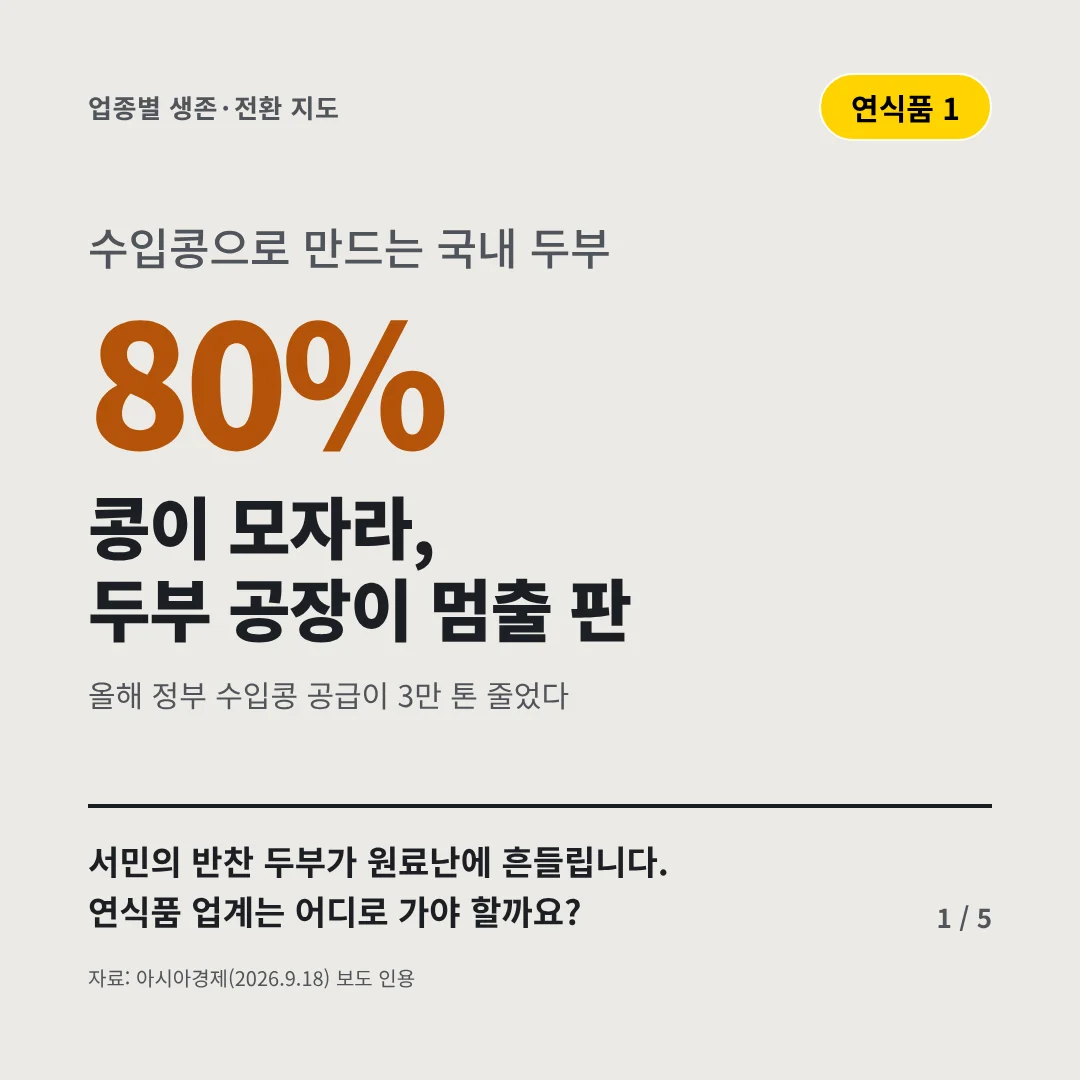 업종별 생존·전환 지도
연식품 1
수입콩으로 만드는 국내 두부
80%
콩이 모자라,
두부 공장이 멈출 판
올해 정부 수입콩 공급이 3만 톤 줄었다
서민의 반찬 두부가 원료난에 흔들립니다.
연식품 업계는 어디로 가야 할까요?
1 / 5
자료: 아시아경제(2026.9.18) 보도 인용